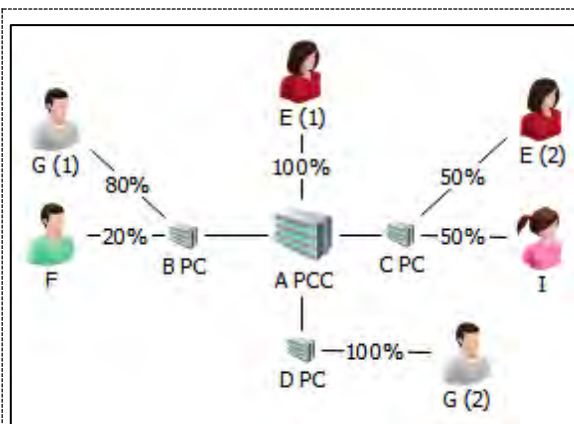 E (1)
G (1)
E (2)
100%
80%
50%
F
20%
B PC
A PCC
C PC
50%
I
D PC
100%
G (2)